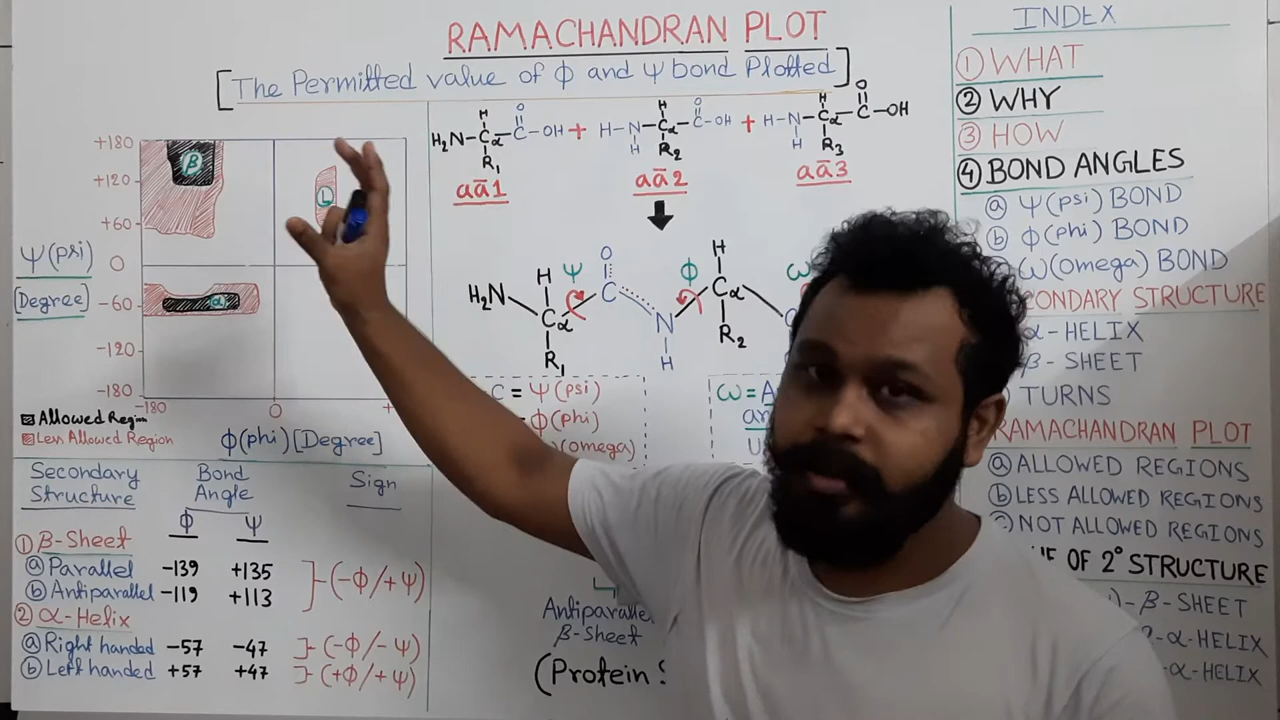 RAMACHANDRAN PLOT
[The Permitted value of Φ and Ψ bond Plotted]
+180
+120
+60
0
-60
-120
-180
Ψ(psi)
[Degree]
β
L
α
-180
0
Allowed Region
Less Allowed Region
Φ(phi)[Degree]
H
O
H₂N-Cα-C-OH
R₁
aā1
+
H
O
H-N-Cα-C-OH
H
R₂
aā2
+
H
O
H-N-Cα-C-OH
H
R₃
aā3
H
Ψ
O
Φ
H
ω
H₂N
Cα
C
N
Cα
R₁
H
R₂
C = Ψ(psi)
Φ(phi)
(omega)
ω=
an
U
Secondary Structure
Bond Angle
Sign
Φ
Ψ
① β-Sheet
ⓐ Parallel -139 +135
ⓑ Antiparallel -119 +113
}-(-Φ/+Ψ)
② α-Helix
ⓐ Right handed -57 -47 }-(-Φ/-Ψ)
ⓑ Left handed +57 +47 }-(+Φ/+Ψ)
β-Sheet
(Protein
INDEX
① WHAT
② WHY
③ HOW
④ BOND ANGLES
ⓐ Ψ(psi) BOND
ⓑ Φ(phi) BOND
ω(omega) BOND
STRUCTURE
α-HELIX
β-SHEET
TURNS
RAMACHANDRAN PLOT
ⓐ ALLOWED REGIONS
ⓑ LESS ALLOWED REGIONS
ⓒ NOT ALLOWED REGIONS
OF 2° STRUCTURE
)-β-SHEET
-α-HELIX
-α-HELIX